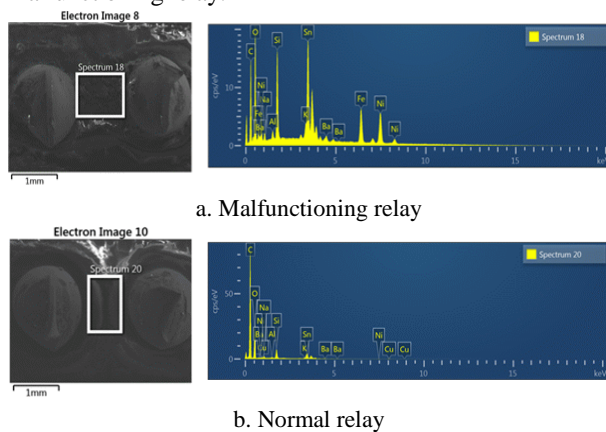 Electron Image 8
Spectrum 18
1mm
Spectrum 18
cps/eV
10
0
C
O
Si
Sn
Ni
Na
Fe
Ba
Al
K
Ba
Ba
Fe
Ni
Ni
0
5
10
15
keV
a. Malfunctioning relay
Electron Image 10
Spectrum 20
1mm
Spectrum 20
cps/eV
50
0
C
O
Na
Si
Al
Sn
K
Ba
Ba
Ni
Cu
Cu
0
5
10
15
keV
b. Normal relay